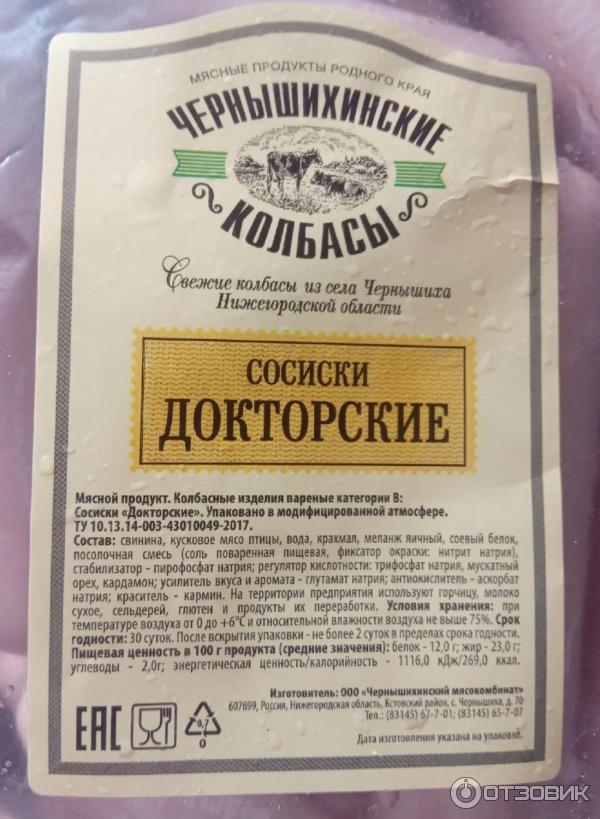 МЯСНЫЕ ПРОДУКТЫ РОДНОГО КРАЯ
ЧЕРНЫШИХИНСКИЕ
КОЛБАСЫ
Свежие колбасы из села Чернышиха
Нижегородской области
СОСИСКИ
ДОКТОРСКИЕ
Мясной продукт. Колбасные изделия вареные категории В:
Сосиски «Докторские». Упаковано в модифицированной атмосфере.
ТУ 10.13.14-003-43010049-2017.
Состав: свинина, кусковое мясо птицы, вода, крахмал, меланж яичный, соевый белок,
посолочная смесь (соль поваренная пищевая, фиксатор окраски: нитрит натрия),
стабилизатор - пирофосфат натрия; регулятор кислотности: трифосфат натрия, мускатный
орех, кардамон; усилитель вкуса и аромата - глутамат натрия; антиокислитель - аскорбат
натрия; краситель - кармин. На территории предприятия используют горчицу, молоко
сухое, сельдерей, глютен и продукты их переработки. Условия хранения: при
температуре воздуха от 0 до +6°С и относительной влажности воздуха не выше 75%. Срок
годности: 30 суток. После вскрытия упаковки - не более 2 суток в пределах срока годности.
Пищевая ценность в 100 г продукта (средние значения): белок - 12,0 г; жир - 23,0 г;
углеводы - 2,0г; энергетическая ценность/калорийность - 1116,0 кДж/269,0 ккал.
Изготовитель: ООО «Чернышихинский мясокомбинат»
607699, Россия, Нижегородская область, Кстовский район, с. Чернышиха, д. 70
Тел.: (83145) 67-7-01; (83145) 65-7-07
EAC
0,7
0
Дата изготовления указана на упаковке.
ОТЗОВИК